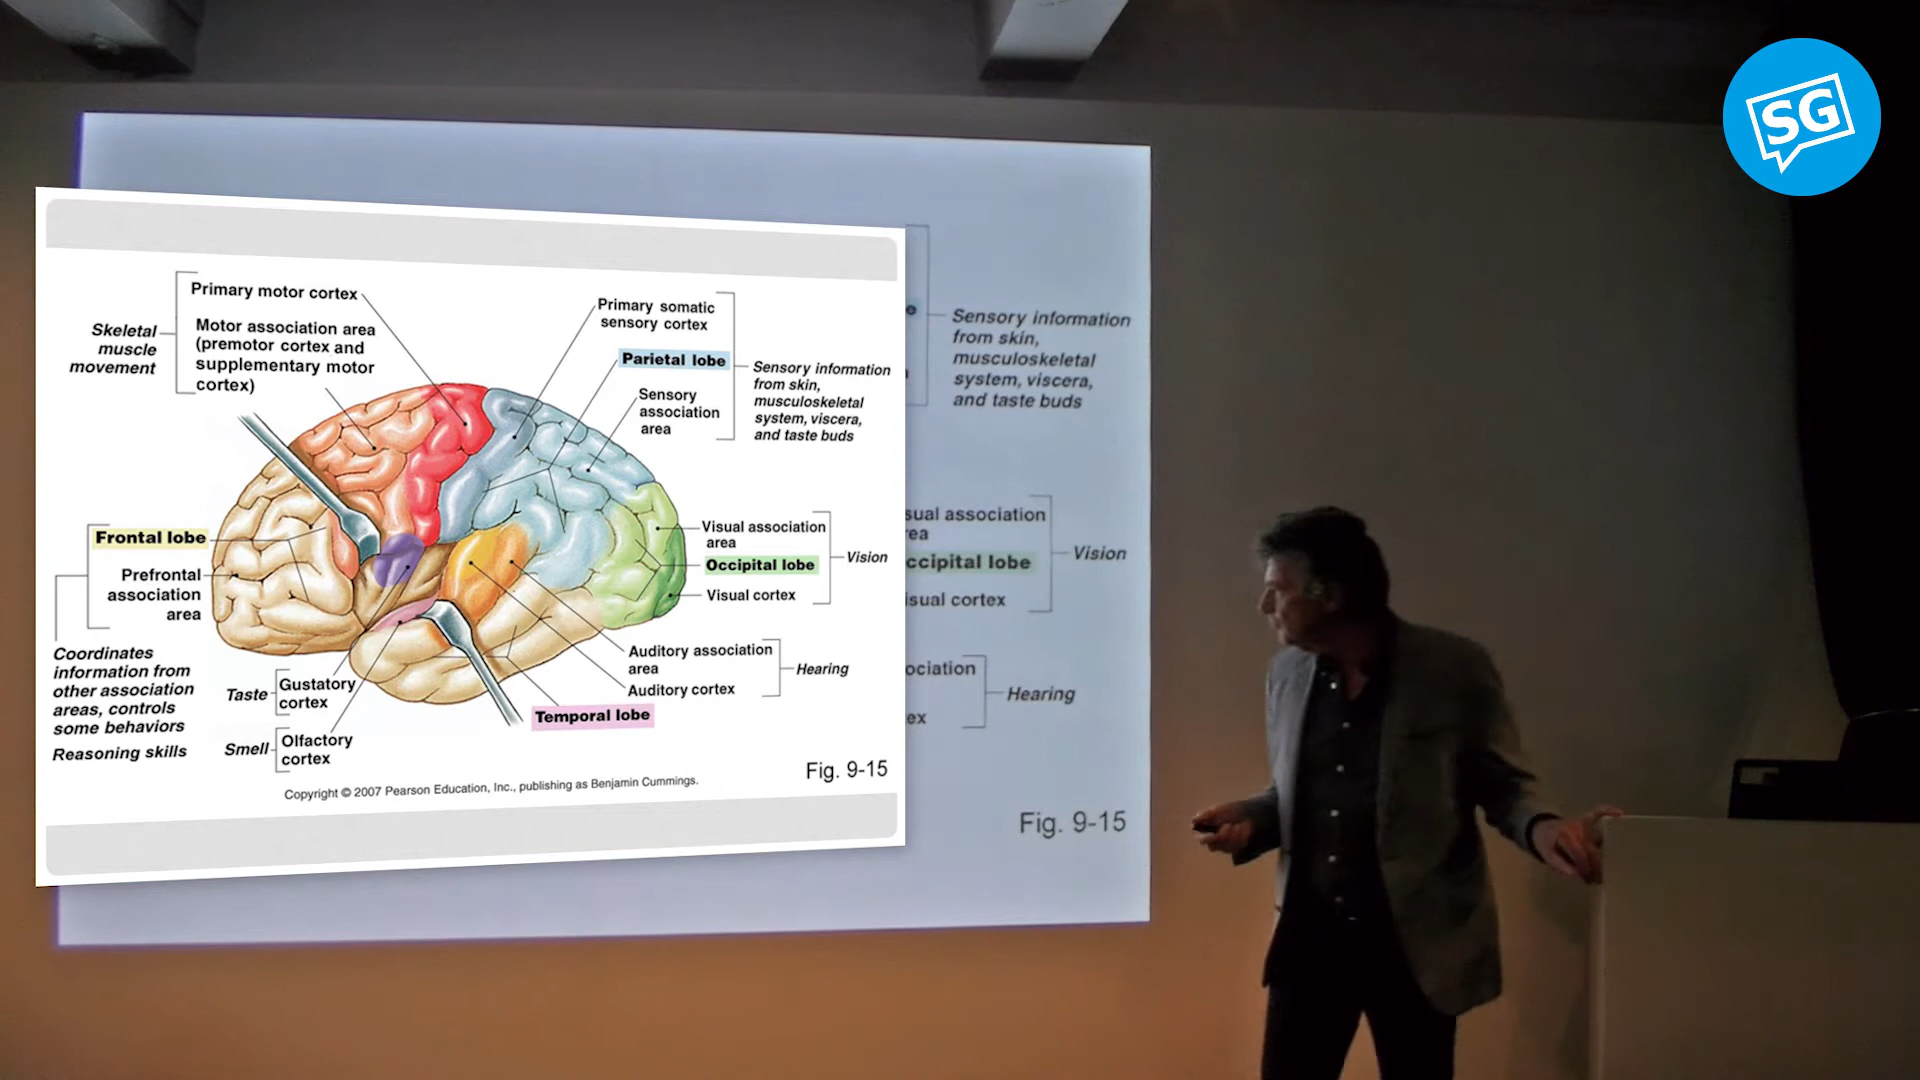 SG
Primary motor cortex
Skeletal
muscle
movement
Motor association area
(premotor cortex and
supplementary motor
cortex)
Primary somatic
sensory cortex
Parietal lobe
Sensory
association
area
Sensory information
from skin,
musculoskeletal
system, viscera,
and taste buds
Frontal lobe
Prefrontal
association
area
Coordinates
information from
other association
areas, controls
some behaviors
Reasoning skills
Visual association
area
Occipital lobe
Visual cortex
Vision
Auditory association
area
Auditory cortex
Hearing
Taste
Gustatory
cortex
Temporal lobe
Smell
Olfactory
cortex
Fig. 9-15
Copyright © 2007 Pearson Education, Inc., publishing as Benjamin Cummings.
Sensory information
from skin,
musculoskeletal
system, viscera,
and taste buds
sual association
ea
ccipital lobe
isual cortex
Vision
ociation
ex
Hearing
Fig. 9-15